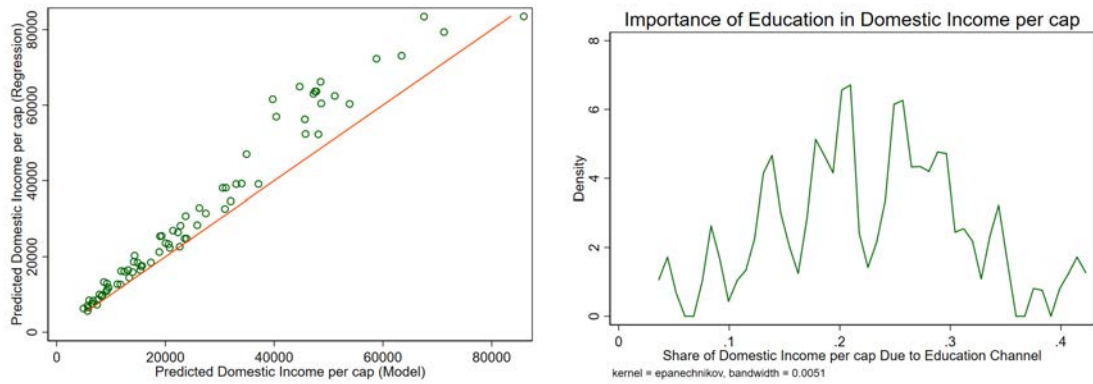 Predicted Domestic Income per cap (Regression)
80000
60000
40000
20000
0
0 20000 40000 60000 80000
Predicted Domestic Income per cap (Model)
Importance of Education in Domestic Income per cap
Density
8
6
4
2
0
0 .1 .2 .3 .4
Share of Domestic Income per cap Due to Education Channel
kernel = epanechnikov, bandwidth = 0.0051